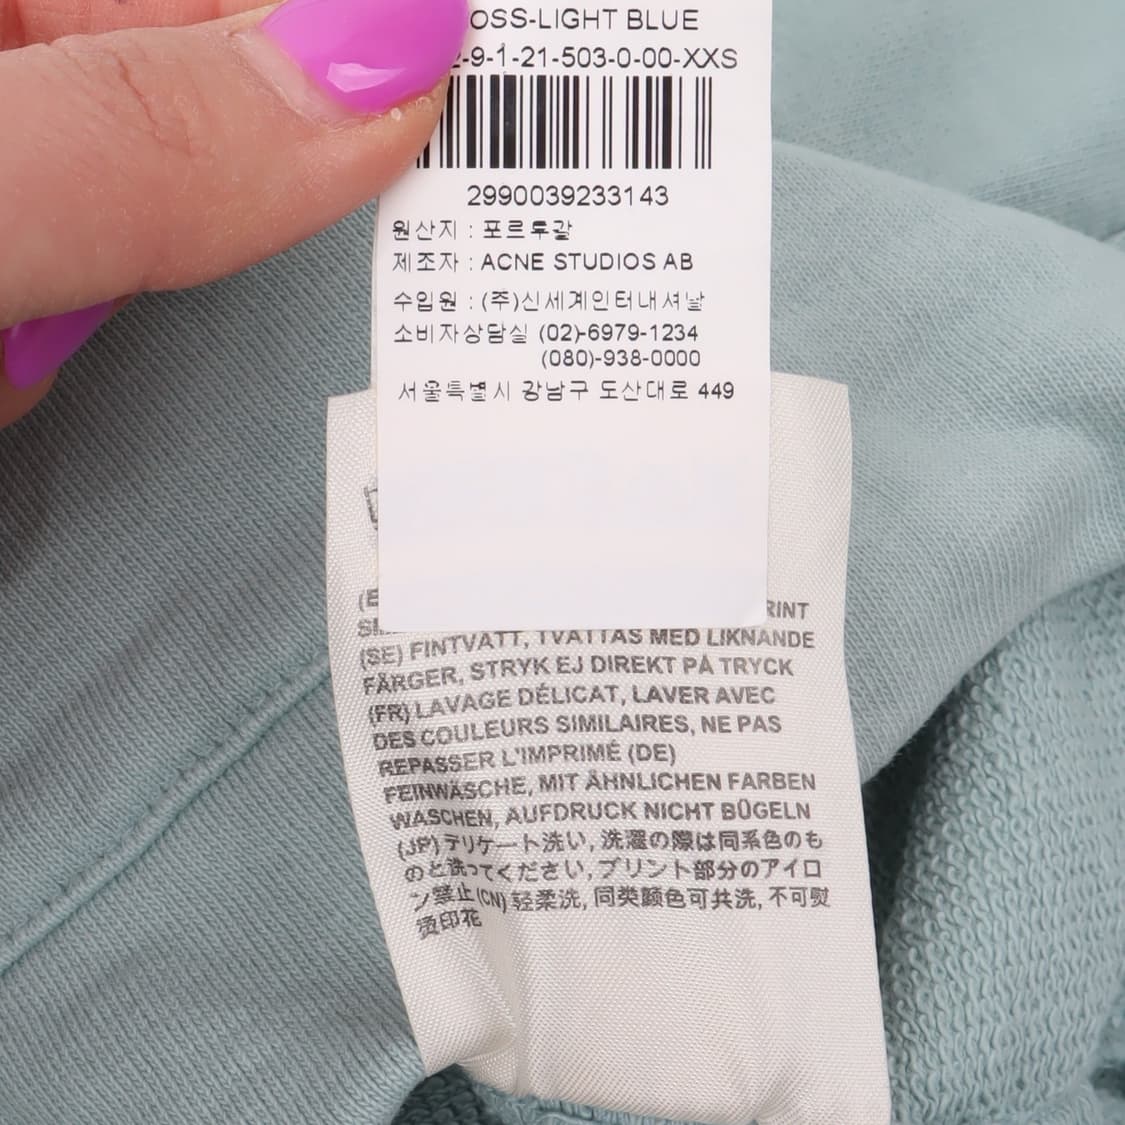 OSS-LIGHT BLUE
2-9-1-21-503-0-00-XXS
2990039233143
원산지 : 포르투갈
제조자 : ACNE STUDIOS AB
수입원 : (주)신세계인터내셔날
소비자상담실 (02)-6979-1234
(080)-938-0000
서울특별시 강남구 도산대로 449
RINT
(SE) FINTVÄTT, TVÄTTAS MED LIKNANDE
FÄRGER, STRYK EJ DIREKT PÅ TRYCK
(FR) LAVAGE DÉLICAT, LAVER AVEC
DES COULEURS SIMILAIRES, NE PAS
REPASSER L'IMPRIMÉ (DE)
FEINWÄSCHE, MIT ÄHNLICHEN FARBEN
WASCHEN, AUFDRUCK NICHT BÜGELN
(JP) デリケート洗い, 洗濯の際は同系色のも
のと洗ってください, プリント部分のアイロ
ン禁止 (CN) 轻柔洗, 同类颜色可共洗, 不可熨
烫印花